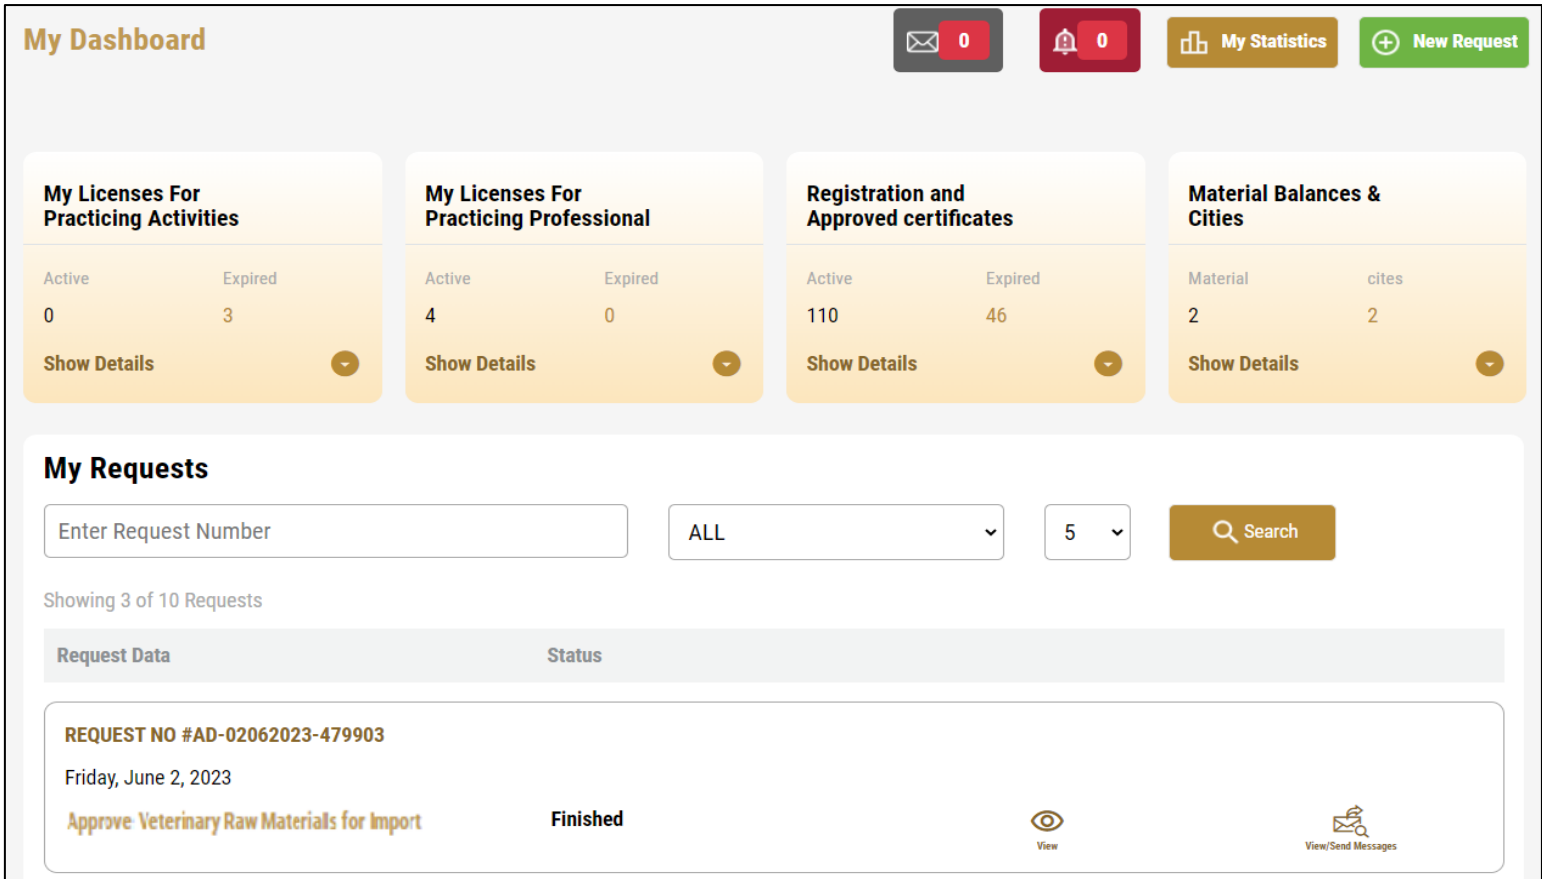 My Dashboard
0
0
My Statistics
New Request
My Licenses For
Practicing Activities
Active
Expired
0
3
Show Details
My Licenses For
Practicing Professional
Active
Expired
4
0
Show Details
Registration and
Approved certificates
Active
Expired
110
46
Show Details
Material Balances &
Cities
Material
cites
2
2
Show Details
My Requests
Enter Request Number
ALL
5
Search
Showing 3 of 10 Requests
Request Data
Status
REQUEST NO #AD-02062023-479903
Friday, June 2, 2023
Approve Veterinary Raw Materials for Import
Finished
View
View/Send Messages